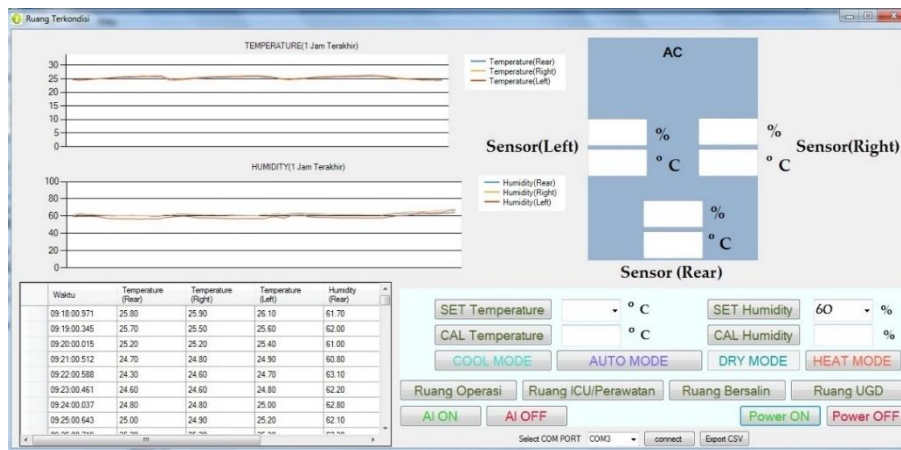 Ruang Terkondisi
TEMPERATURE(1 Jam Terakhir)
30
25
20
15
10
5
0
Temperature(Rear)
Temperature(Right)
Temperature(Left)
HUMIDITY(1 Jam Terakhir)
100
80
60
40
20
0
Humidity(Rear)
Humidity(Right)
Humidity(Left)
AC
Sensor(Left) % % Sensor(Right)
° C ° C
%
° C
Sensor (Rear)
Waktu Temperature (Rear) Temperature (Right) Temperature (Left) Humidity (Rear)
09:18:00.971 25.80 25.90 26.10 61.70
09:19:00.345 25.70 25.50 25.60 62.00
09:20:00.015 25.20 25.20 25.40 61.00
09:21:00.512 24.70 24.80 24.90 60.80
09:22:00.588 24.30 24.60 24.70 63.10
09:23:00.461 24.60 24.60 24.80 62.20
09:24:00.037 24.80 24.80 25.00 62.80
09:25:00.643 25.00 24.90 25.20 62.10
SET Temperature ° C SET Humidity 60 %
CAL Temperature ° C CAL Humidity %
COOL MODE AUTO MODE DRY MODE HEAT MODE
Ruang Operasi Ruang ICU/Perawatan Ruang Bersalin Ruang UGD
AI ON AI OFF Power ON Power OFF
Select COM PORT COM3 connect Export CSV